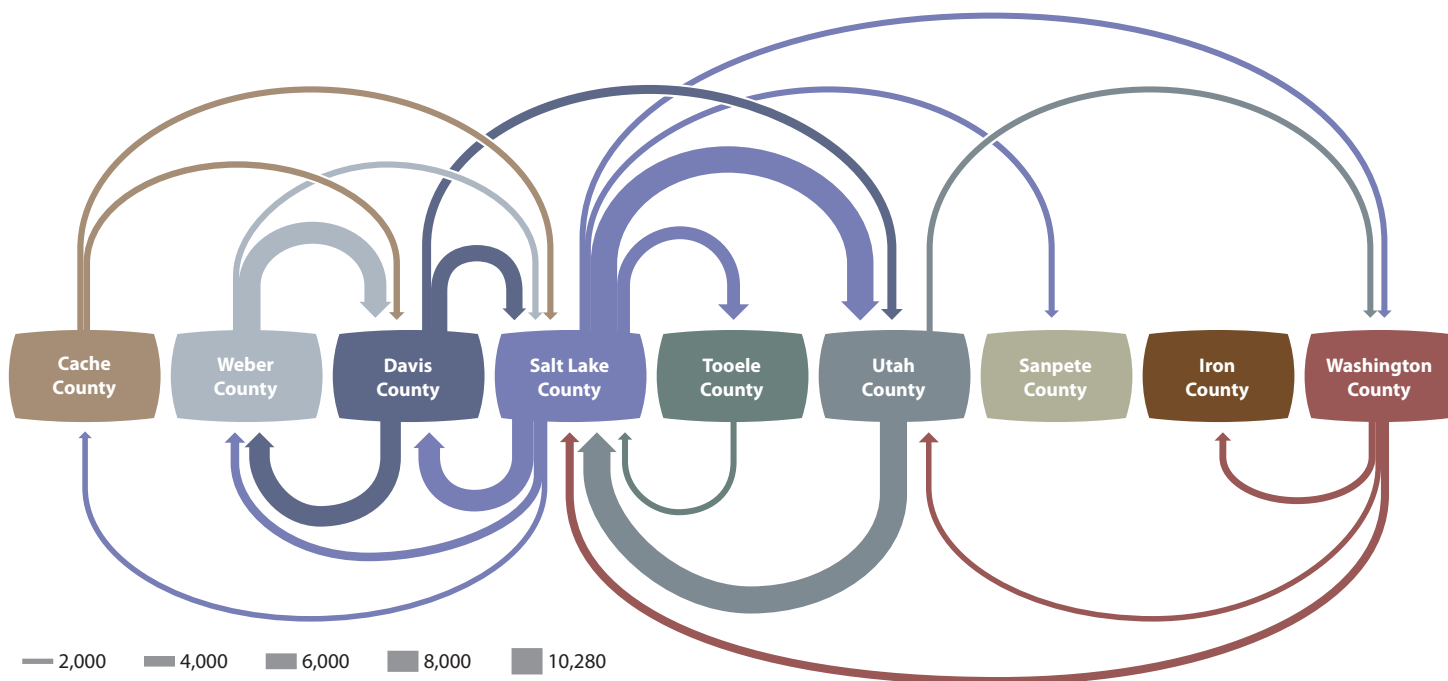 Cache
County
Weber
County
Davis
County
Salt Lake
County
Tooele
County
Utah
County
Sanpete
County
Iron
County
Washington
County
2,000
4,000
6,000
8,000
10,280